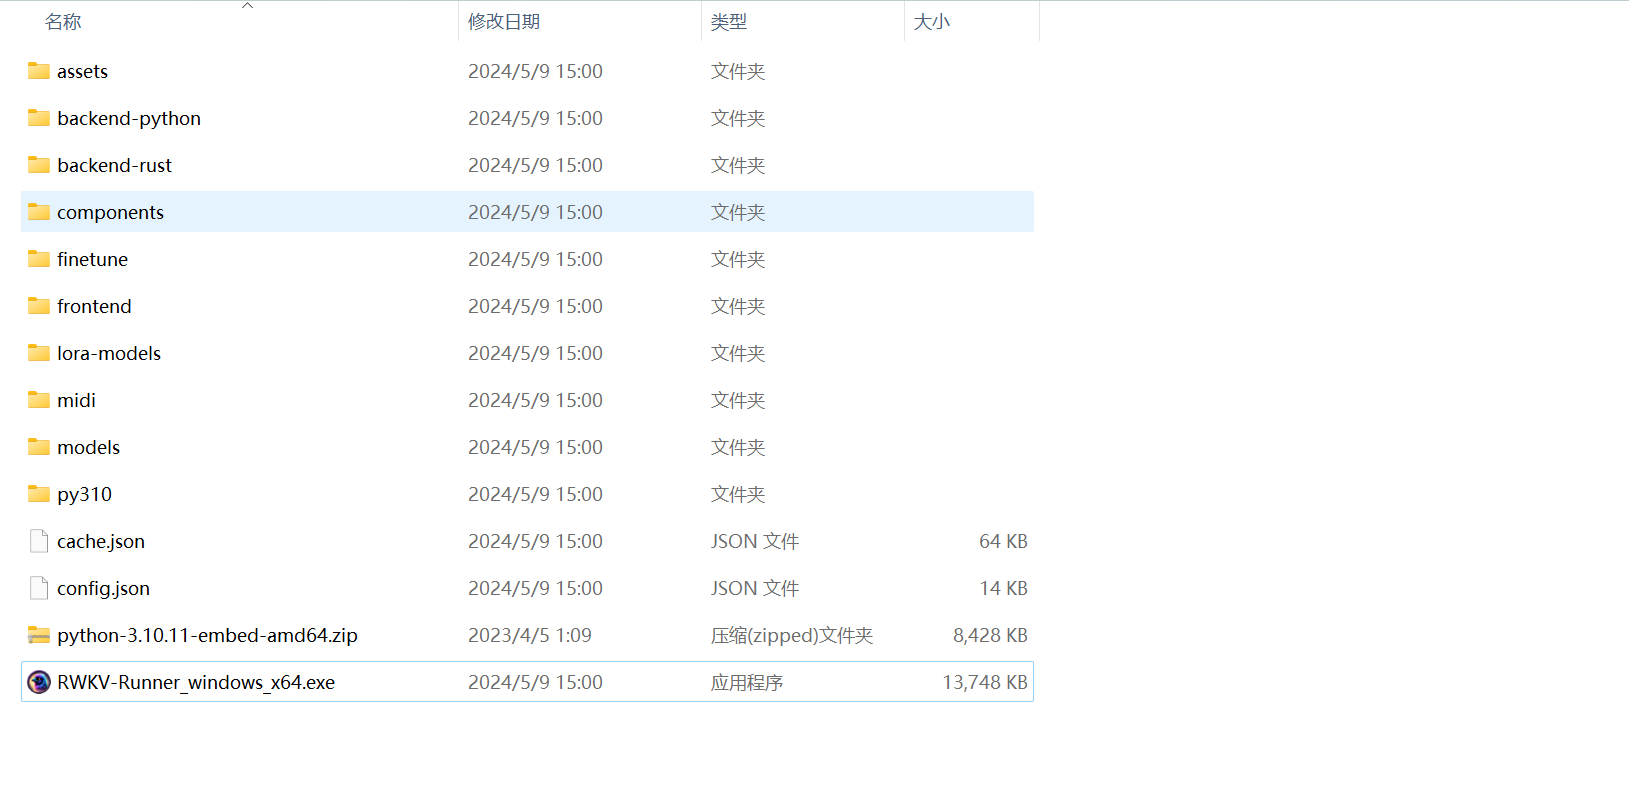 名称 修改日期 类型 大小
assets 2024/5/9 15:00 文件夹
backend-python 2024/5/9 15:00 文件夹
backend-rust 2024/5/9 15:00 文件夹
components 2024/5/9 15:00 文件夹
finetune 2024/5/9 15:00 文件夹
frontend 2024/5/9 15:00 文件夹
lora-models 2024/5/9 15:00 文件夹
midi 2024/5/9 15:00 文件夹
models 2024/5/9 15:00 文件夹
py310 2024/5/9 15:00 文件夹
cache.json 2024/5/9 15:00 JSON 文件 64 KB
config.json 2024/5/9 15:00 JSON 文件 14 KB
python-3.10.11-embed-amd64.zip 2023/4/5 1:09 压缩(zipped)文件夹 8,428 KB
RWKV-Runner_windows_x64.exe 2024/5/9 15:00 应用程序 13,748 KB